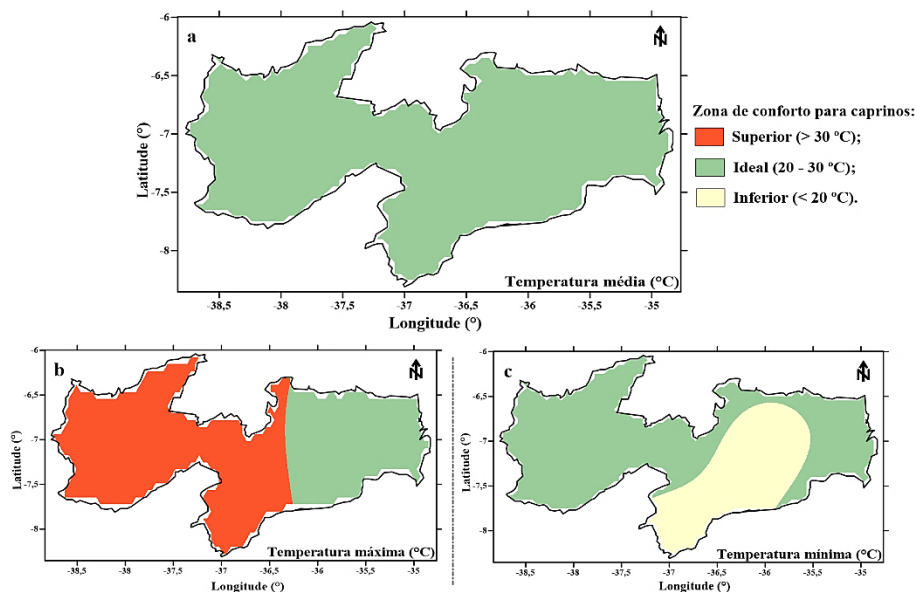 a
N
-6
-6,5
-7
-7,5
-8
Latitude (°)
Temperatura média (°C)
-38,5 -38 -37,5 -37 -36,5 -36 -35,5 -35
Longitude (°)
Zona de conforto para caprinos:
Superior (> 30 ºC);
Ideal (20 - 30 ºC);
Inferior (< 20 ºC).
b
N
-6
-6,5
-7
-7,5
-8
Latitude (°)
Temperatura máxima (°C)
-38,5 -38 -37,5 -37 -36,5 -36 -35,5 -35
Longitude (°)
c
N
-6
-6,5
-7
-7,5
-8
Latitude (°)
Temperatura mínima (°C)
-38,5 -38 -37,5 -37 -36,5 -36 -35,5 -35
Longitude (°)